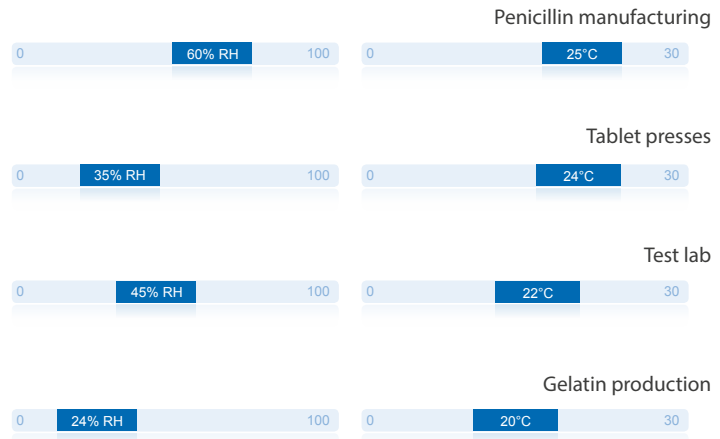 Penicillin manufacturing
0 60% RH 100 0 25°C 30
Tablet presses
0 35% RH 100 0 24°C 30
Test lab
0 45% RH 100 0 22°C 30
Gelatin production
0 24% RH 100 0 20°C 30